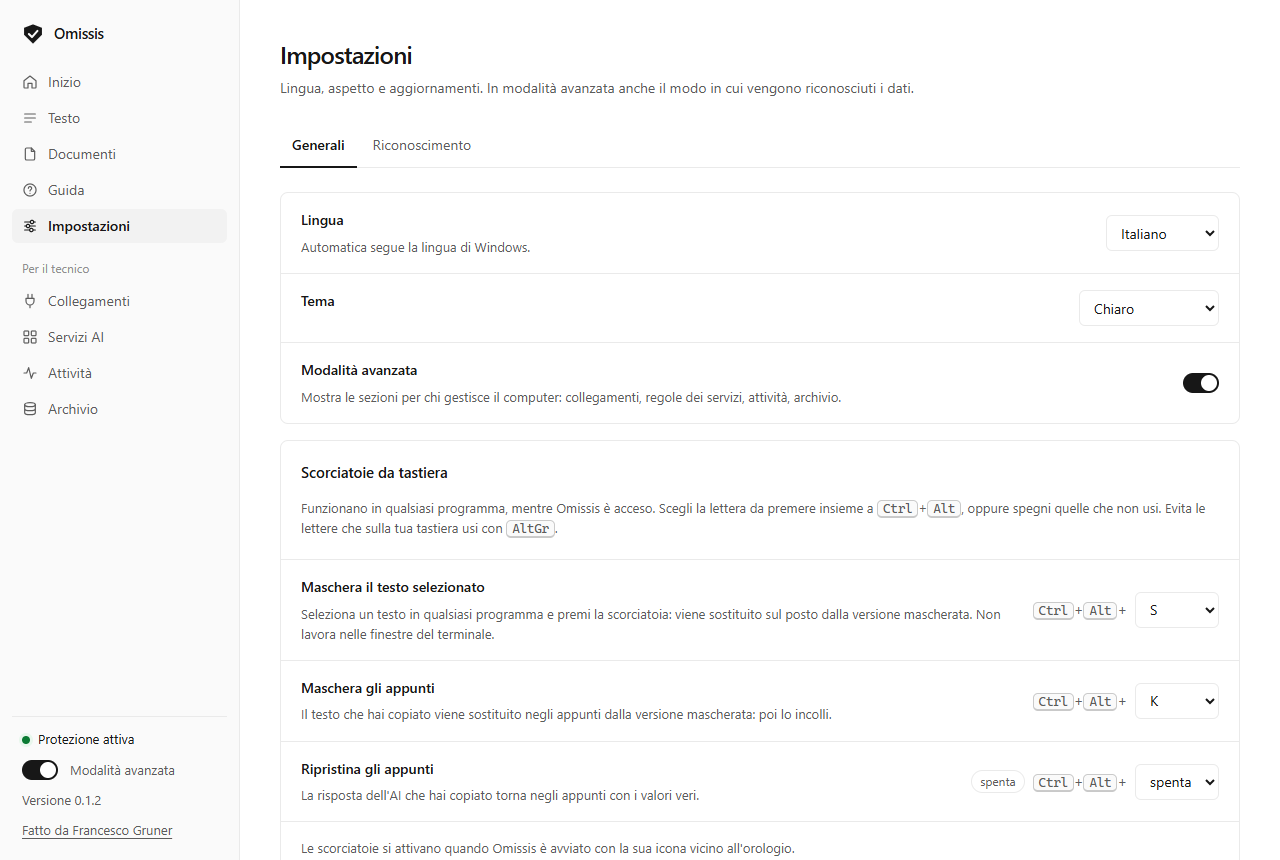 Omissis
Inizio
Testo
Documenti
Guida
Impostazioni
Per il tecnico
Collegamenti
Servizi AI
Attività
Archivio
Protezione attiva
Modalità avanzata
Versione 0.1.2
Fatto da Francesco Gruner
Impostazioni
Lingua, aspetto e aggiornamenti. In modalità avanzata anche il modo in cui vengono riconosciuti i dati.
Generali Riconoscimento
Lingua
Automatica segue la lingua di Windows.
Italiano
Tema
Chiaro
Modalità avanzata
Mostra le sezioni per chi gestisce il computer: collegamenti, regole dei servizi, attività, archivio.
Scorciatoie da tastiera
Funzionano in qualsiasi programma, mentre Omissis è acceso. Scegli la lettera da premere insieme a Ctrl+Alt, oppure spegni quelle che non usi. Evita le
lettere che sulla tua tastiera usi con AltGr.
Maschera il testo selezionato
Seleziona un testo in qualsiasi programma e premi la scorciatoia: viene sostituito sul posto dalla versione mascherata. Non
lavora nelle finestre del terminale.
Ctrl+Alt+ S
Maschera gli appunti
Il testo che hai copiato viene sostituito negli appunti dalla versione mascherata: poi lo incolli.
Ctrl+Alt+ K
Ripristina gli appunti
La risposta dell'AI che hai copiato torna negli appunti con i valori veri.
spenta Ctrl+Alt+ spenta
Le scorciatoie si attivano quando Omissis è avviato con la sua icona vicino all'orologio.